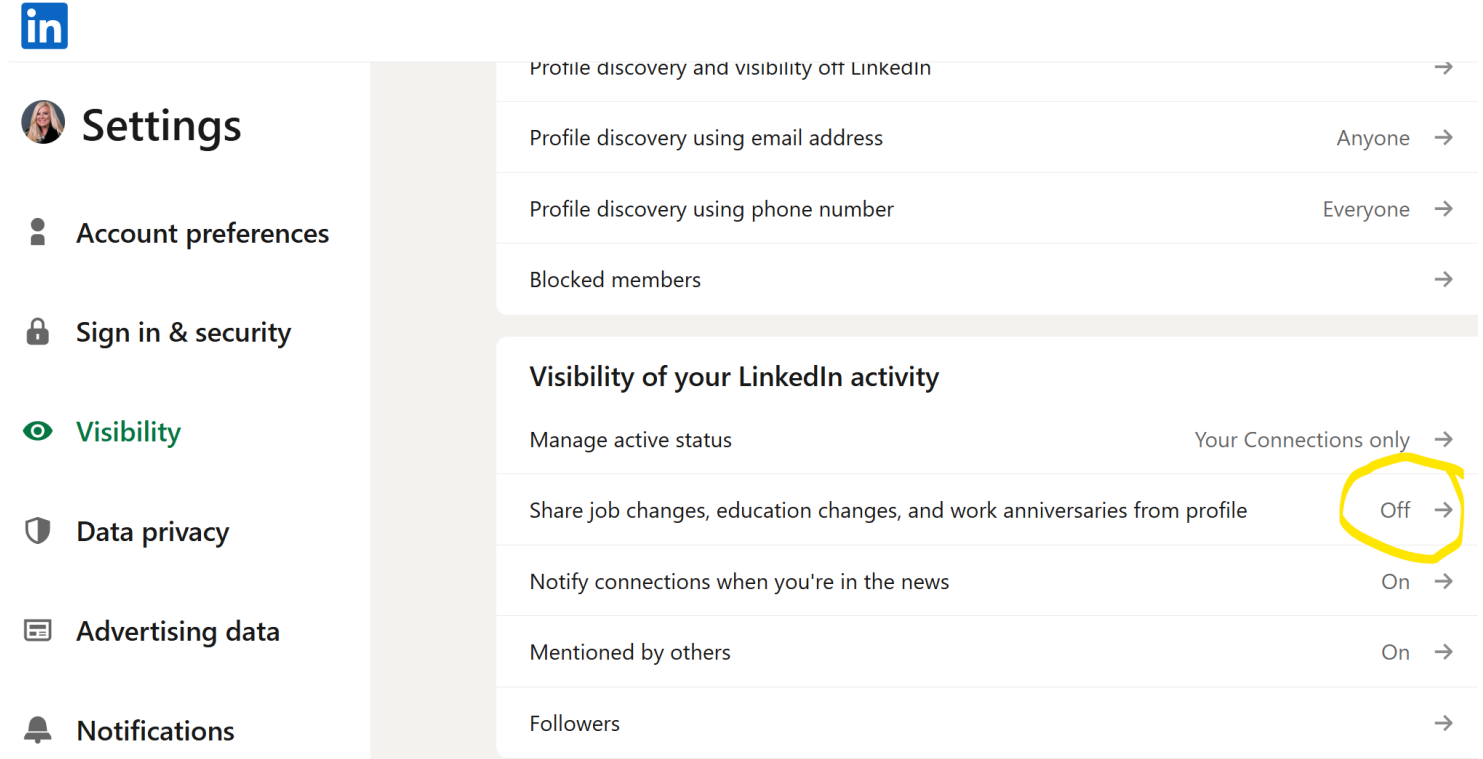 in
Settings
Account preferences
Sign in & security
Visibility
Data privacy
Advertising data
Notifications
Profile discovery and visibility off LinkedIn
Profile discovery using email address Anyone
Profile discovery using phone number Everyone
Blocked members
Visibility of your LinkedIn activity
Manage active status Your Connections only
Share job changes, education changes, and work anniversaries from profile Off
Notify connections when you're in the news On
Mentioned by others On
Followers